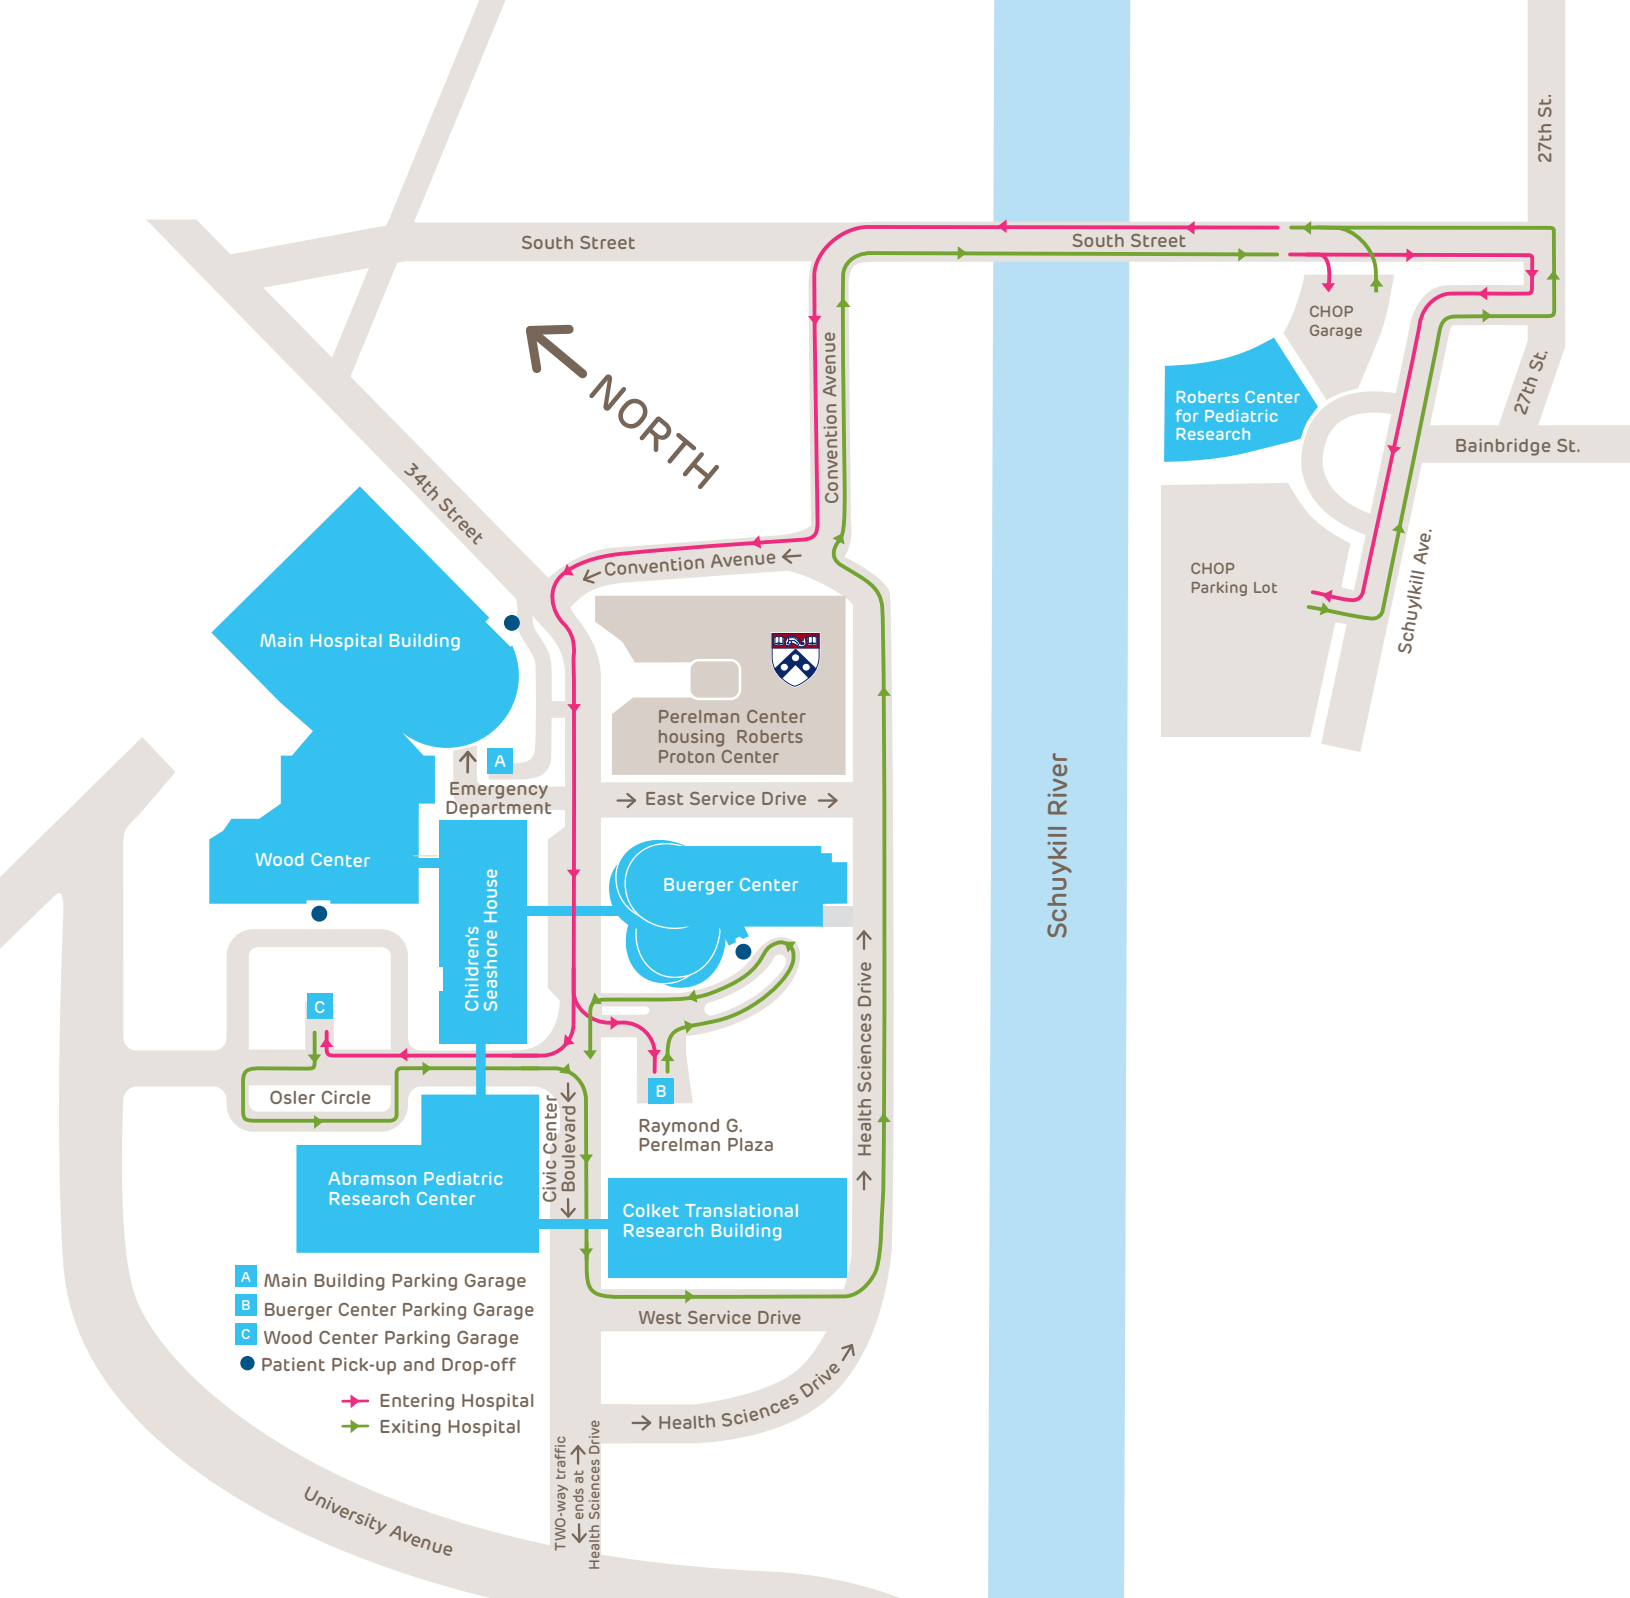 27th St.
South Street
South Street
CHOP
Garage
Convention Avenue
NORTH
27th St.
Roberts Center
for Pediatric
Research
Bainbridge St.
34th Street
Convention Avenue
CHOP
Parking Lot
Schuylkill Ave.
Main Hospital Building
Perelman Center
housing Roberts
Proton Center
A
Emergency
Department
East Service Drive
Schuykill River
Wood Center
Buerger Center
Children's
Seashore House
C
Health Sciences Drive
B
Osler Circle
Civic Center
Boulevard
Raymond G.
Perelman Plaza
Abramson Pediatric
Research Center
Colket Translational
Research Building
A Main Building Parking Garage
B Buerger Center Parking Garage
C Wood Center Parking Garage
Patient Pick-up and Drop-off
West Service Drive
Entering Hospital
Exiting Hospital
Health Sciences Drive
TWO-way traffic
ends at
Health Sciences Drive
University Avenue